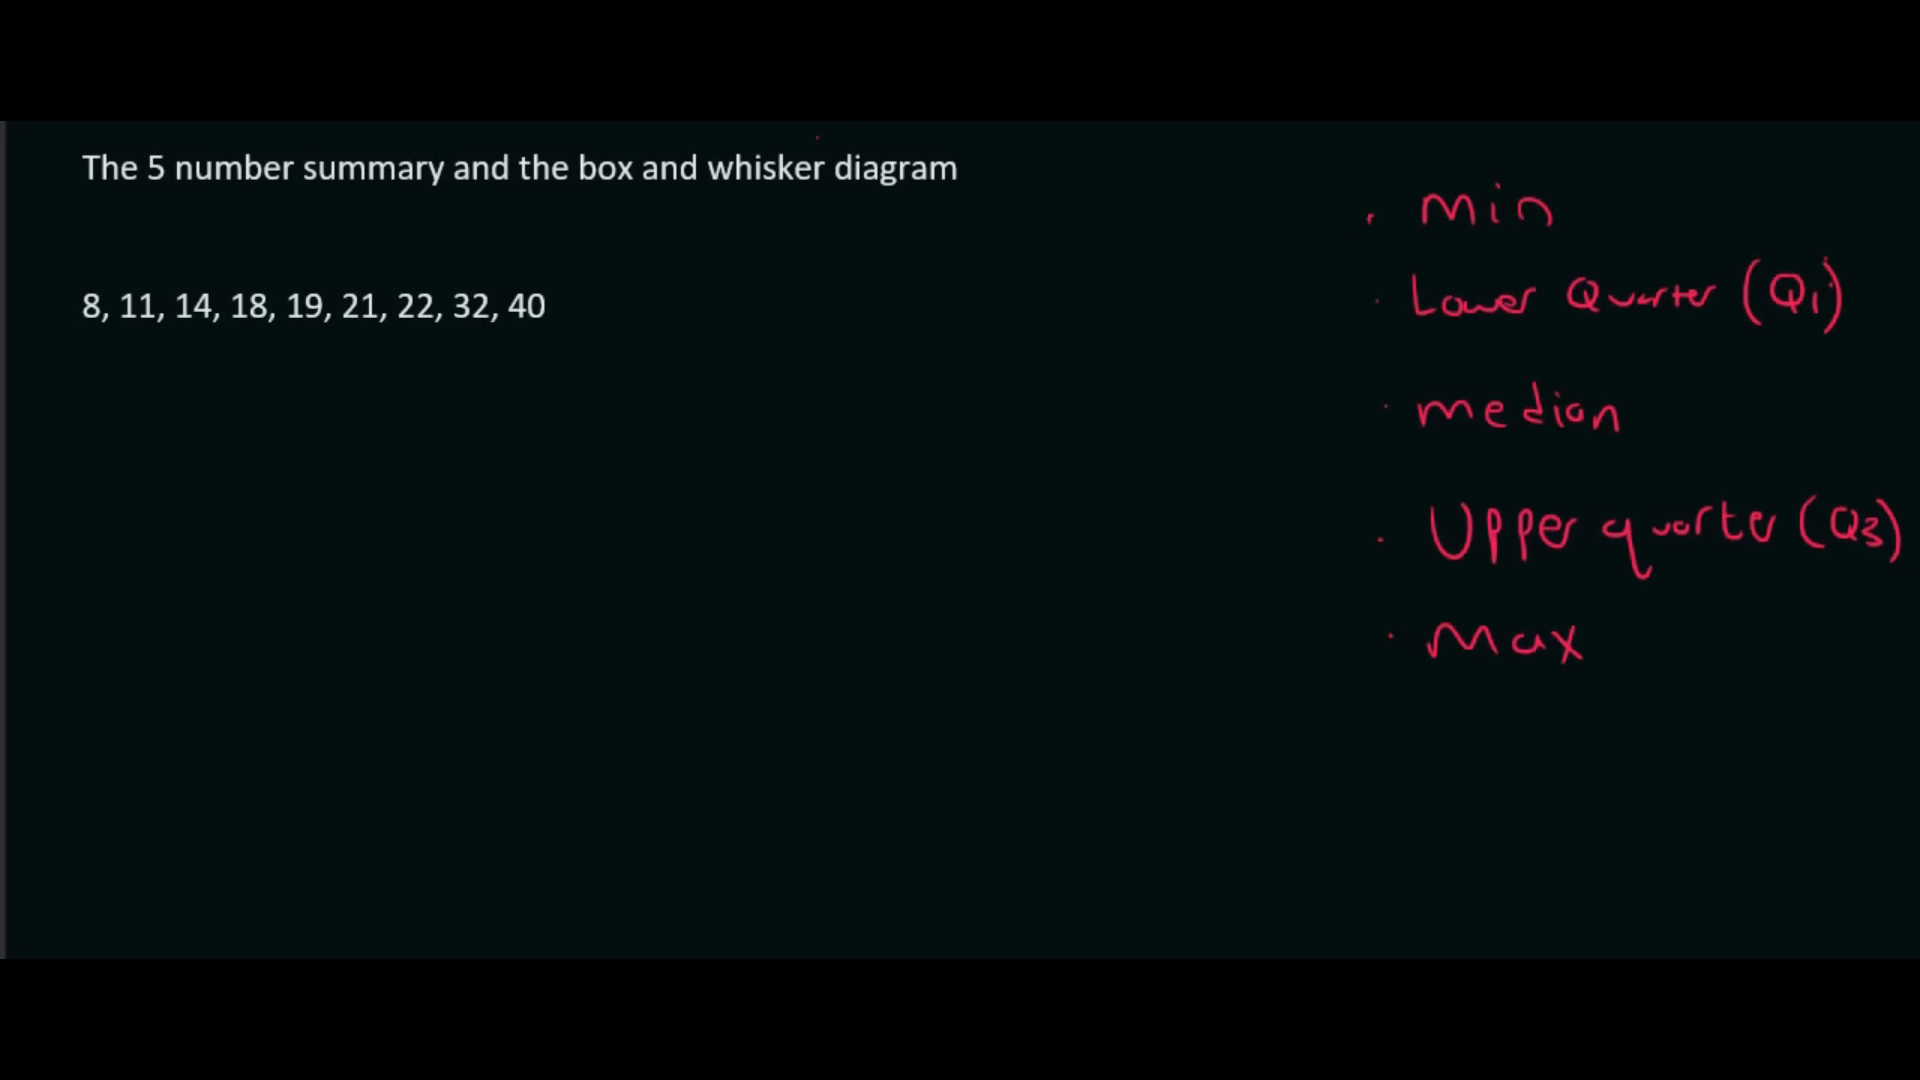 The 5 number summary and the box and whisker diagram
8, 11, 14, 18, 19, 21, 22, 32, 40
· Min
· Lower Quarter (Q1)
· median
· Upper quarter (Q3)
· Max